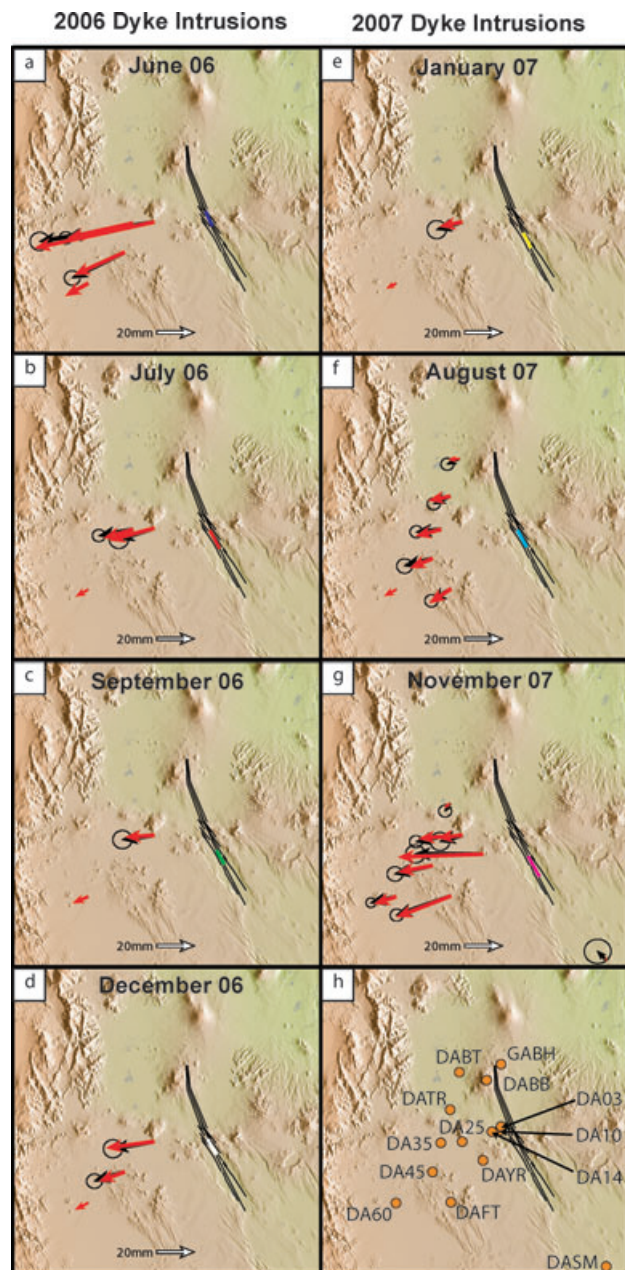 2006 Dyke Intrusions
2007 Dyke Intrusions
a
June 06
20mm
b
July 06
20mm
c
September 06
20mm
d
December 06
20mm
e
January 07
20mm
f
August 07
20mm
g
November 07
20mm
h
DABT
GABH
DABB
DA03
DATR
DA25
DA10
DA35
DA14
DA45
DAYR
DA60
DAFT
DASM